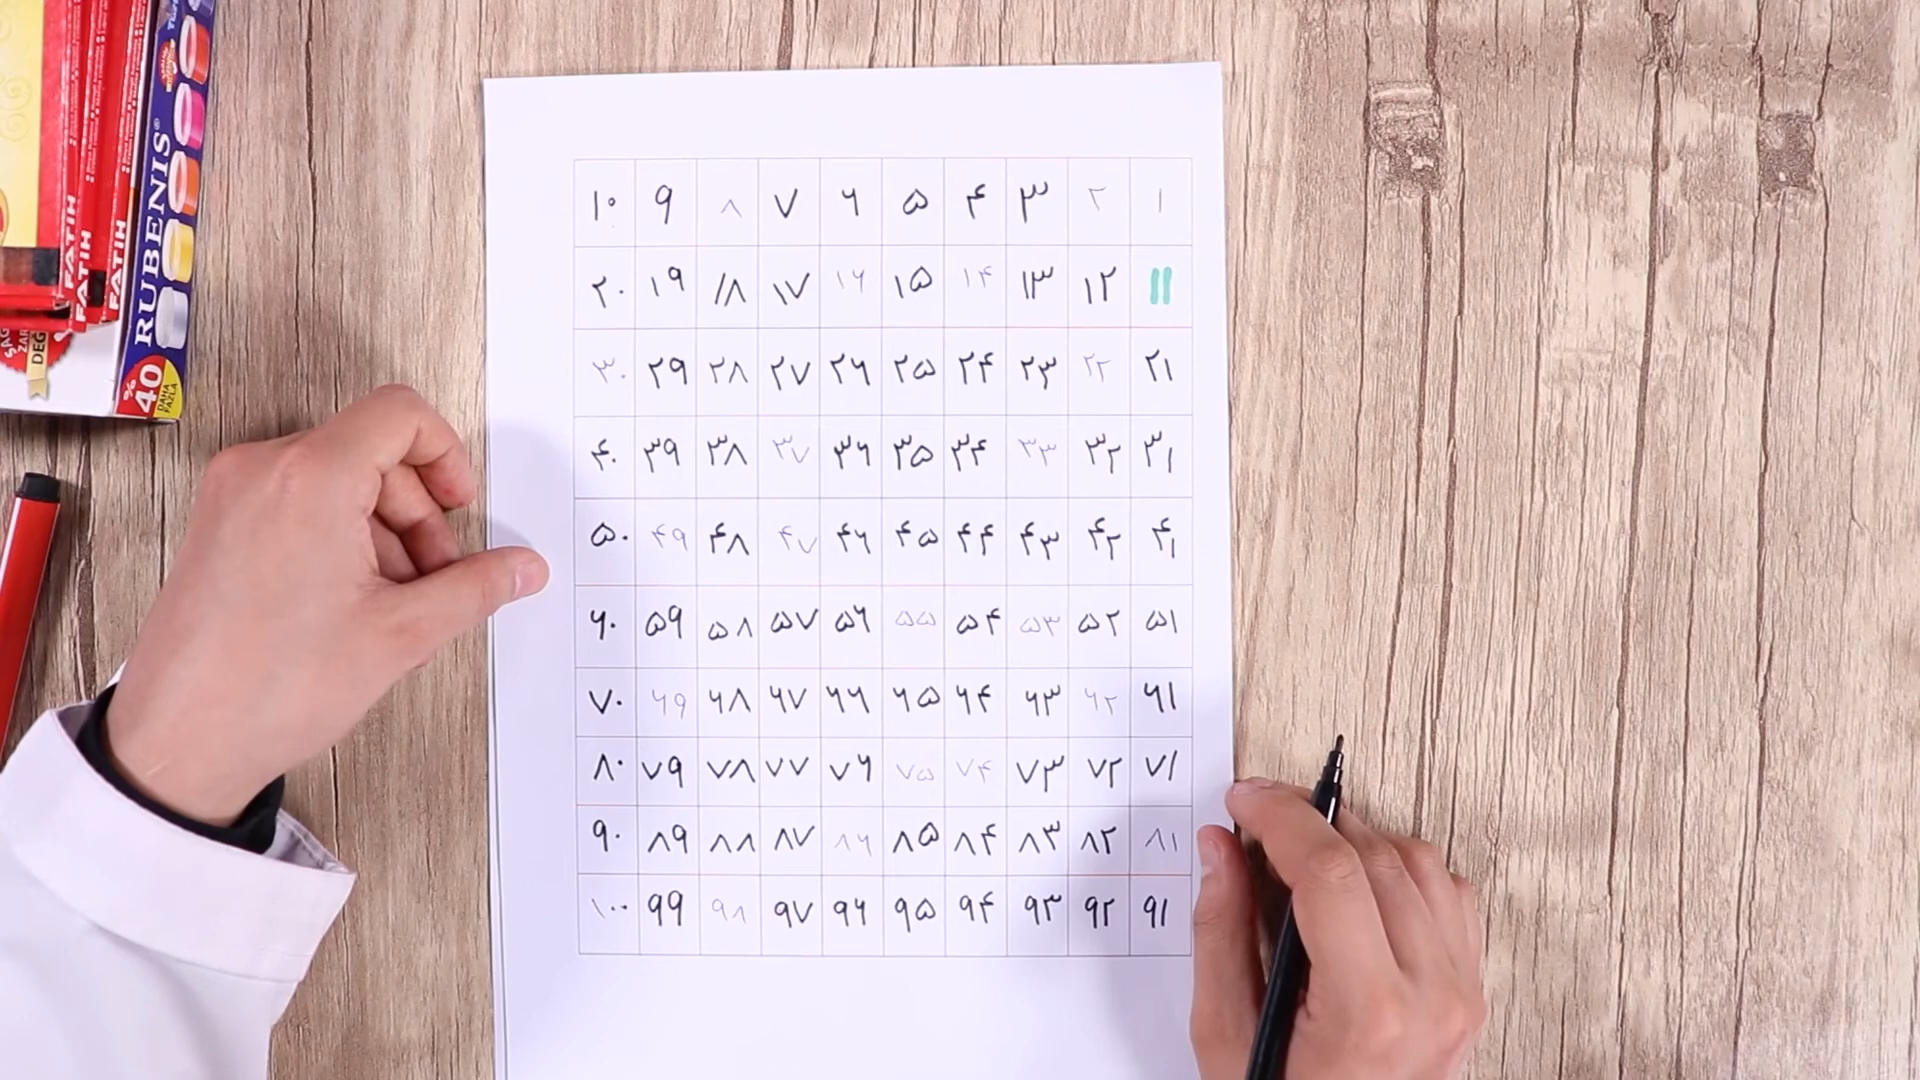 ۱ ۲ ۳ ۴ ۵ ۶ ۷ ۸ ۹ ۱۰
۱۱ ۱۲ ۱۳ ۱۴ ۱۵ ۱۶ ۱۷ ۱۸ ۱۹ ۲۰
۲۱ ۲۲ ۲۳ ۲۴ ۲۵ ۲۶ ۲۷ ۲۸ ۲۹ ۳۰
۳۱ ۳۲ ۳۳ ۳۴ ۳۵ ۳۶ ۳۷ ۳۸ ۳۹ ۴۰
۴۱ ۴۲ ۴۳ ۴۴ ۴۵ ۴۶ ۴۷ ۴۸ ۴۹ ۵۰
۵۱ ۵۲ ۵۳ ۵۴ ۵۵ ۵۶ ۵۷ ۵۸ ۵۹ ۶۰
۶۱ ۶۲ ۶۳ ۶۴ ۶۵ ۶۶ ۶۷ ۶۸ ۶۹ ۷۰
۷۱ ۷۲ ۷۳ ۷۴ ۷۵ ۷۶ ۷۷ ۷۸ ۷۹ ۸۰
۸۱ ۸۲ ۸۳ ۸۴ ۸۵ ۸۶ ۸۷ ۸۸ ۸۹ ۹۰
۹۱ ۹۲ ۹۳ ۹۴ ۹۵ ۹۶ ۹۷ ۹۸ ۹۹ ۱۰۰
FATIH
FATIH
FATIH
RUBENIS®
%40
DAHA FAZLA